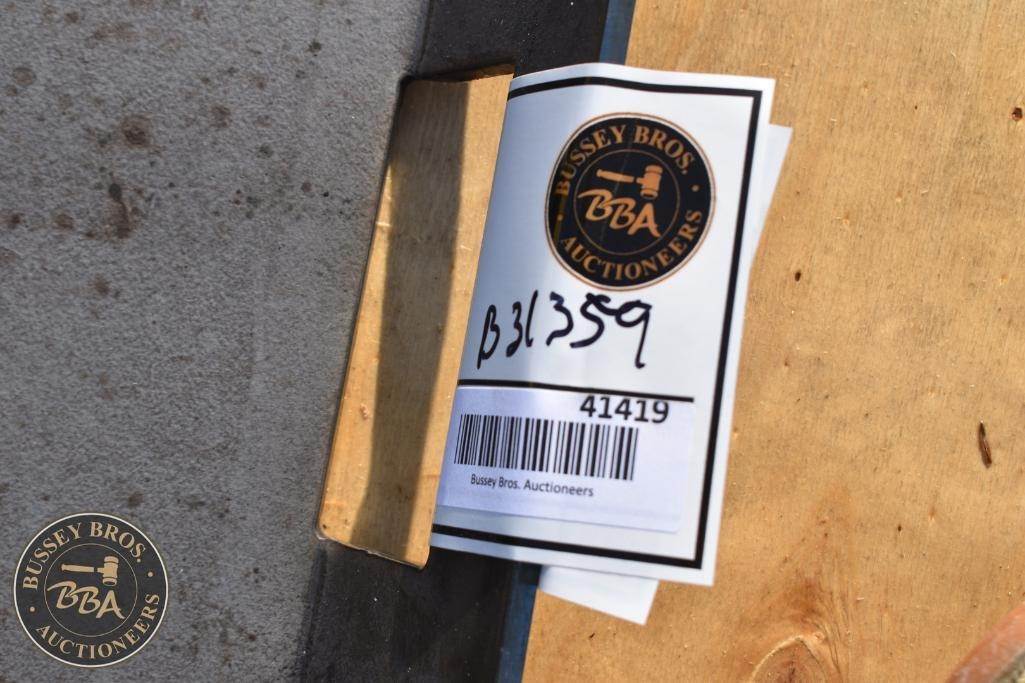 BUSSEY BROS.
BBA
AUCTIONEERS
B31359
41419
Bussey Bros. Auctioneers
BUSSEY BROS.
BBA
AUCTIONEERS